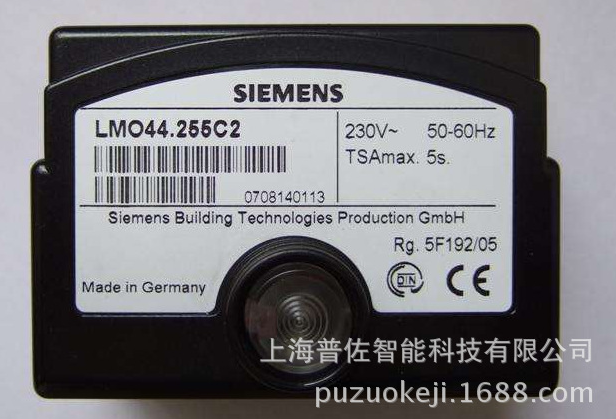 SIEMENS
LMO44.255C2
230V~ 50-60Hz
TSAmax. 5s.
0708140113
Siemens Building Technologies Production GmbH
Rg. 5F192/05
Made in Germany
DIN
CE
上海普佐智能科技有限公司
puzuokeji.1688.com